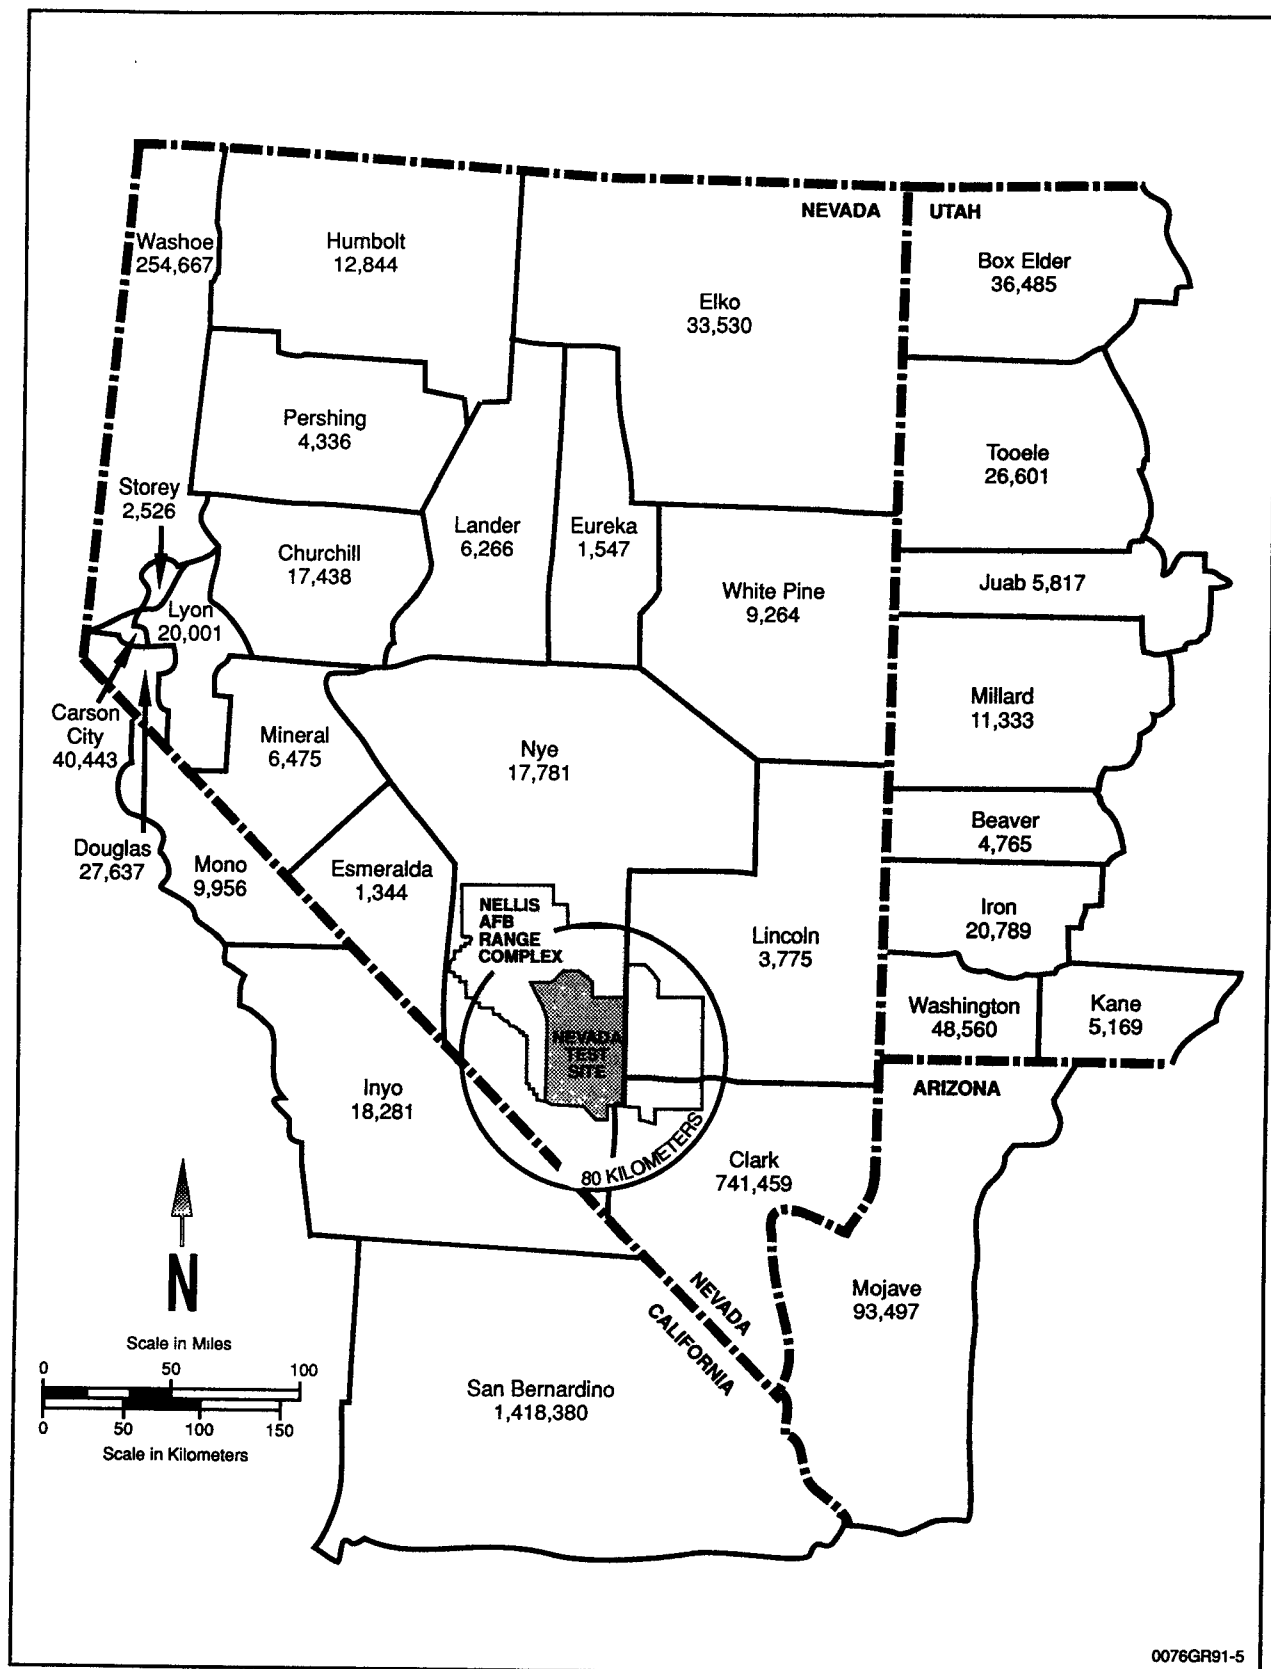 NEVADA
UTAH
Washoe
254,667
Humbolt
12,844
Elko
33,530
Box Elder
36,485
Pershing
4,336
Tooele
26,601
Storey
2,526
Churchill
17,438
Lander
6,266
Eureka
1,547
White Pine
9,264
Juab 5,817
Lyon
20,001
Carson
City
40,443
Mineral
6,475
Nye
17,781
Millard
11,333
Beaver
4,765
Douglas
27,637
Mono
9,956
Esmeralda
1,344
NELLIS
AFB
RANGE
COMPLEX
Lincoln
3,775
Iron
20,789
Washington
48,560
Kane
5,169
NEVADA
TEST
SITE
ARIZONA
Inyo
18,281
80 KILOMETERS
Clark
741,459
N
Mojave
93,497
NEVADA
CALIFORNIA
Scale in Miles
0 50 100
0 50 100 150
Scale in Kilometers
San Bernardino
1,418,380
0076GR91-5